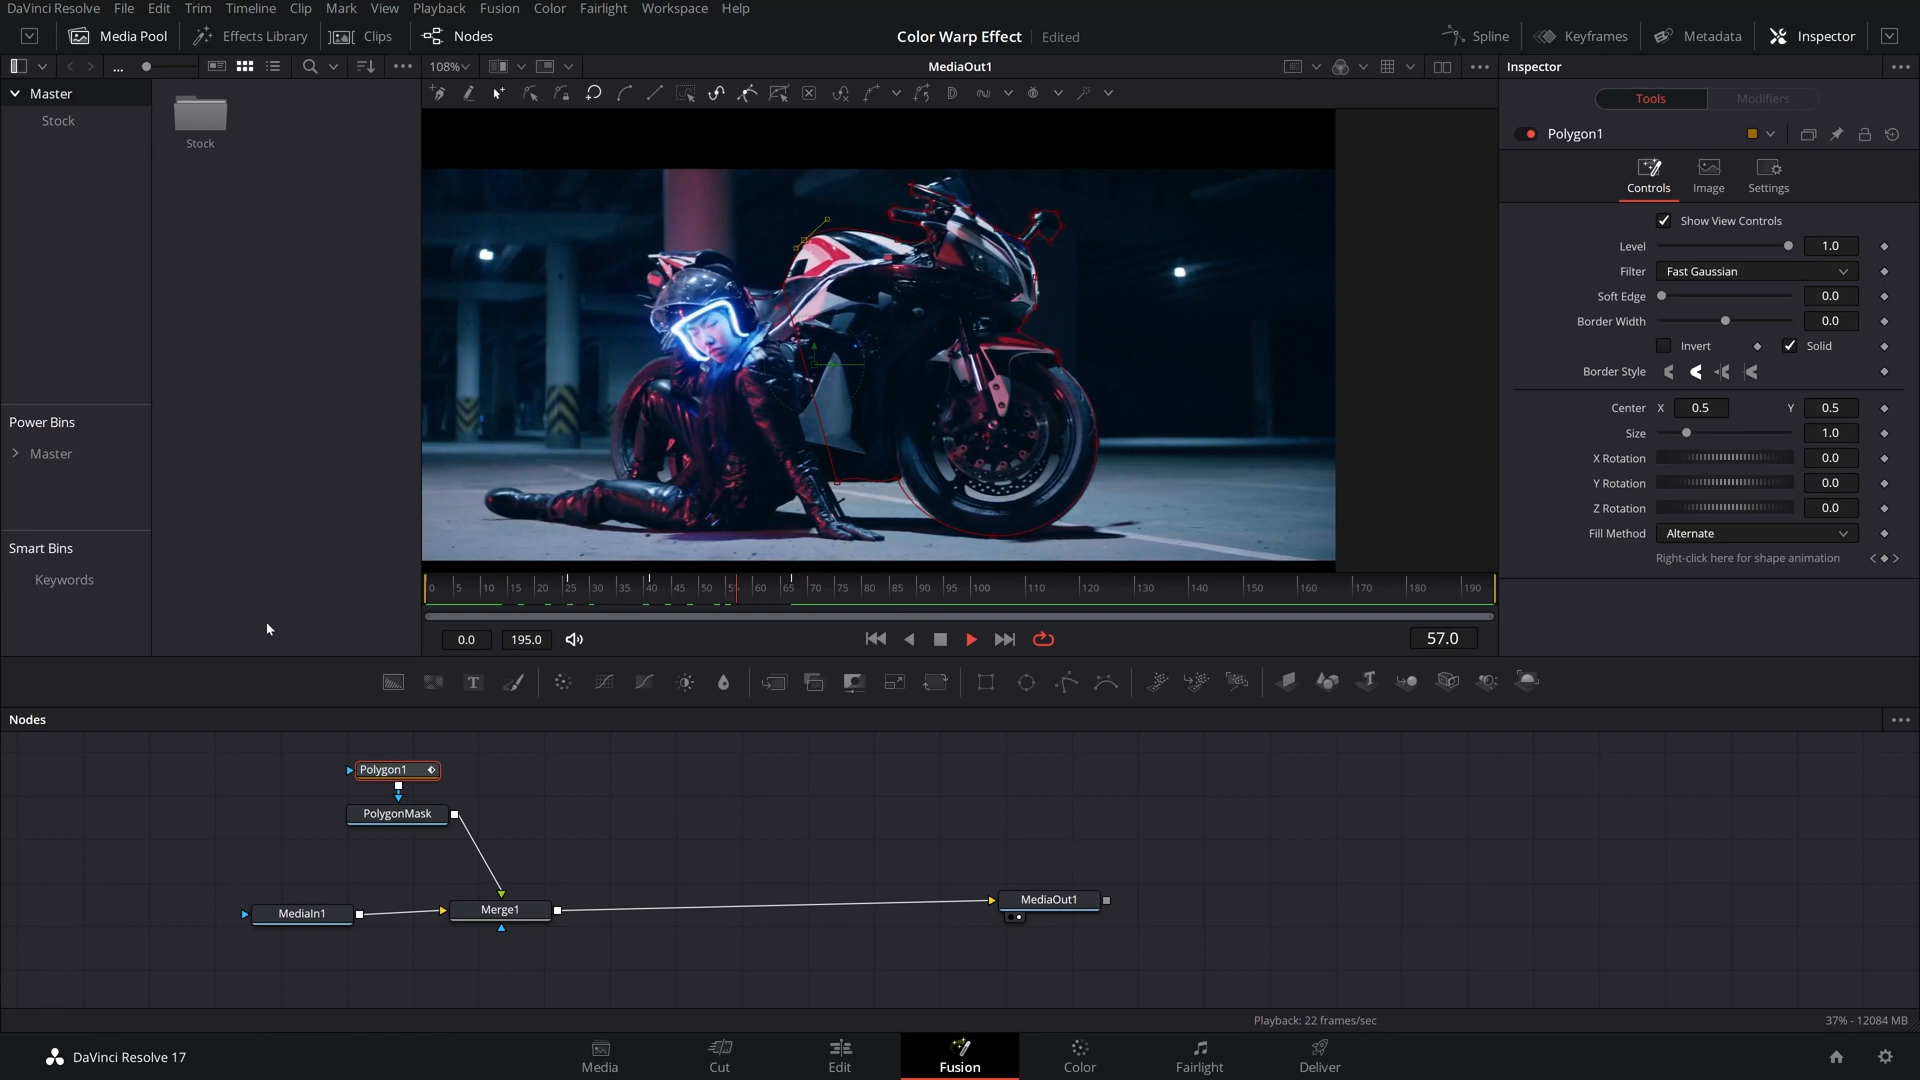 DaVinci Resolve File Edit Trim Timeline Clip Mark View Playback Fusion Color Fairlight Workspace Help
Media Pool Effects Library Clips Nodes Color Warp Effect Edited Spline Keyframes Metadata Inspector
... 108% MediaOut1 Inspector
Master
Stock
Stock
Power Bins
Master
Smart Bins
Keywords
Tools Modifiers
Polygon1
Controls Image Settings
Show View Controls
Level 1.0
Filter Fast Gaussian
Soft Edge 0.0
Border Width 0.0
Invert Solid
Border Style
Center X 0.5 Y 0.5
Size 1.0
X Rotation 0.0
Y Rotation 0.0
Z Rotation 0.0
Fill Method Alternate
Right-click here for shape animation
0 5 10 15 20 25 30 35 40 45 50 55 60 65 70 75 80 85 90 95 100 110 120 130 140 150 160 170 180 190
0.0 195.0 57.0
T T
Nodes
Polygon1
PolygonMask
MediaIn1 Merge1 MediaOut1
Playback: 22 frames/sec 37% - 12084 MB
DaVinci Resolve 17 Media Cut Edit Fusion Color Fairlight Deliver